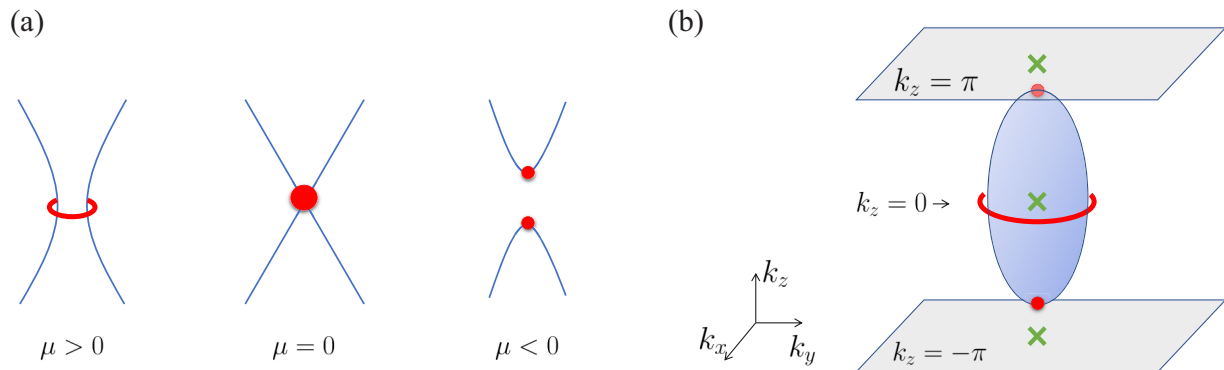 (a)
μ > 0
μ = 0
μ < 0
(b)
k_z = π
k_z = 0 →
k_z
k_x
k_y
k_z = −π